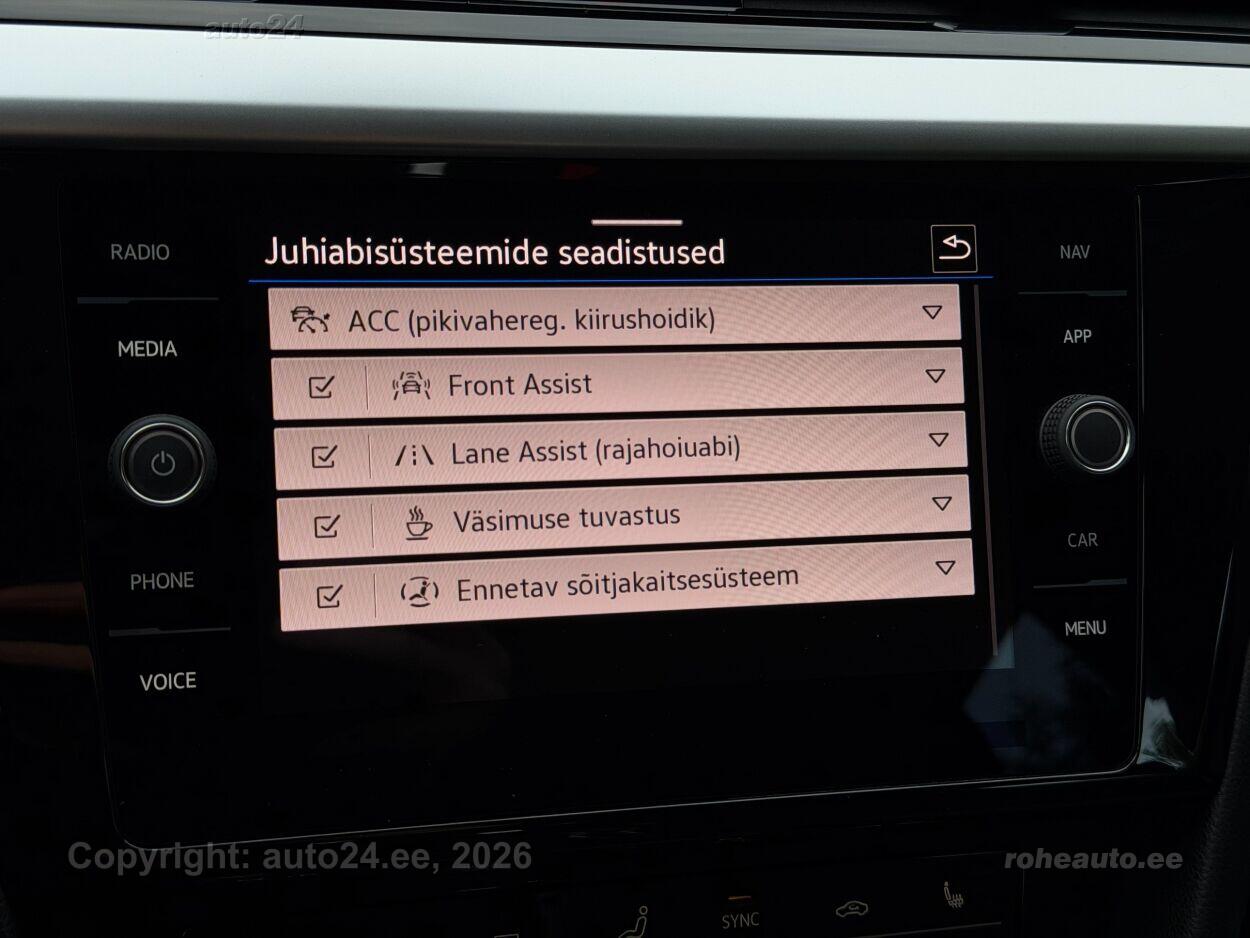 auto24
Juhiabisüsteemide seadistused
RADIO
NAV
ACC (pikivahereg. kiirushoidik)
MEDIA
APP
Front Assist
Lane Assist (rajahoiuabi)
Väsimuse tuvastus
CAR
PHONE
Ennetav sõitjakaitsesüsteem
MENU
VOICE
Copyright: auto24.ee, 2026
roheauto.ee
SYNC